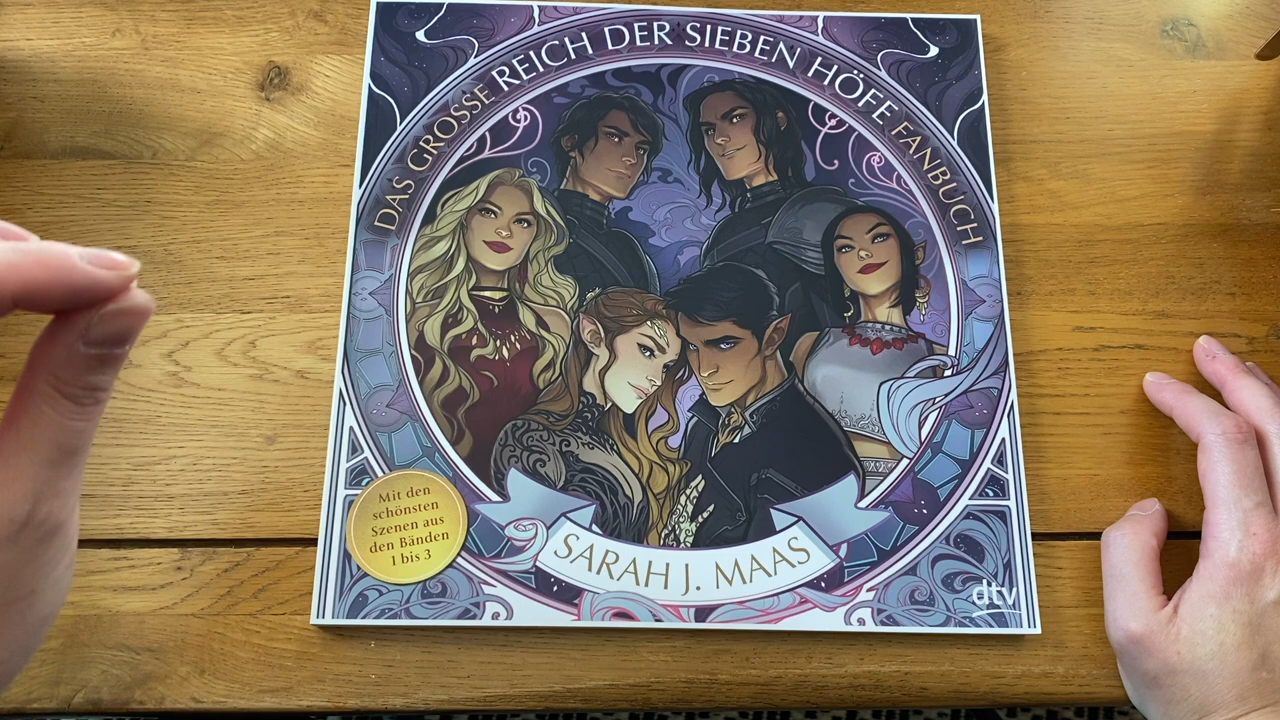 DAS GROSSE REICH DER SIEBEN HÖFE FANBUCH
Mit den
schönsten
Szenen aus
den Bänden
1 bis 3
SARAH J. MAAS
dtv